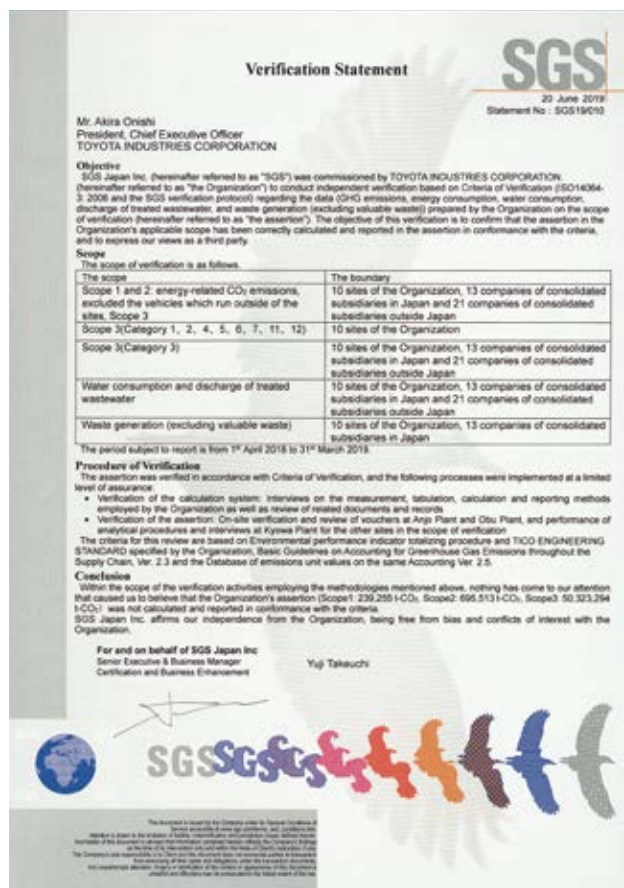 Verification Statement
SGS
20 June 2019
Statement No : SGS19/010
Mr. Akira Onishi
President, Chief Executive Officer
TOYOTA INDUSTRIES CORPORATION
Objective
SGS Japan Inc. (hereinafter referred to as "SGS") was commissioned by TOYOTA INDUSTRIES CORPORATION
(hereinafter referred to as "the Organization") to conduct independent verification based on Criteria of Verification (ISO14064-
3: 2006 and the SGS verification protocol) regarding the data (GHG emissions, energy consumption, water consumption,
discharge of treated wastewater, and waste generation (excluding valuable waste)) prepared by the Organization on the scope
of verification (hereinafter referred to as "the assertion"). The objective of this verification is to confirm that the assertion in the
Organization's applicable scope has been correctly calculated and reported in the assertion in conformance with the criteria,
and to express our views as a third party.
Scope
The scope of verification is as follows.
The scope
The boundary
Scope 1 and 2: energy-related CO₂ emissions,
excluded the vehicles which run outside of the
sites, Scope 3
10 sites of the Organization, 13 companies of consolidated
subsidiaries in Japan and 21 companies of consolidated
subsidiaries outside Japan
Scope 3(Category 1, 2, 4, 5, 6, 7, 11, 12)
10 sites of the Organization
Scope 3(Category 3)
10 sites of the Organization, 13 companies of consolidated
subsidiaries in Japan and 21 companies of consolidated
subsidiaries outside Japan
Water consumption and discharge of treated
wastewater
10 sites of the Organization, 13 companies of consolidated
subsidiaries in Japan and 21 companies of consolidated
subsidiaries outside Japan
Waste generation (excluding valuable waste)
10 sites of the Organization, 13 companies of consolidated
subsidiaries in Japan
The period subject to report is from 1st April 2018 to 31st March 2019.
Procedure of Verification
The assertion was verified in accordance with Criteria of Verification, and the following processes were implemented at a limited
level of assurance:
• Verification of the calculation system: Interviews on the measurement, tabulation, calculation and reporting methods
employed by the Organization as well as review of related documents and records
• Verification of the assertion: On-site verification and review of vouchers at Anjo Plant and Obu Plant, and performance of
analytical procedures and interviews at Kyowa Plant for the other sites in the scope of verification
The criteria for this review are based on Environmental performance indicator totalizing procedure and TICO ENGINEERING
STANDARD specified by the Organization, Basic Guidelines on Accounting for Greenhouse Gas Emissions throughout the
Supply Chain, Ver. 2.3 and the Database of emissions unit values on the same Accounting Ver. 2.5.
Conclusion
Within the scope of the verification activities employing the methodologies mentioned above, nothing has come to our attention
that caused us to believe that the Organization's assertion (Scope1: 239,255 t-CO₂, Scope2: 695,513 t-CO₂, Scope3: 50,323,294
t-CO₂) was not calculated and reported in conformance with the criteria.
SGS Japan Inc. affirms our independence from the Organization, being free from bias and conflicts of interest with the
Organization.
For and on behalf of SGS Japan Inc
Senior Executive & Business Manager
Certification and Business Enhancement
Yuji Takeuchi
SGS SGS SGS